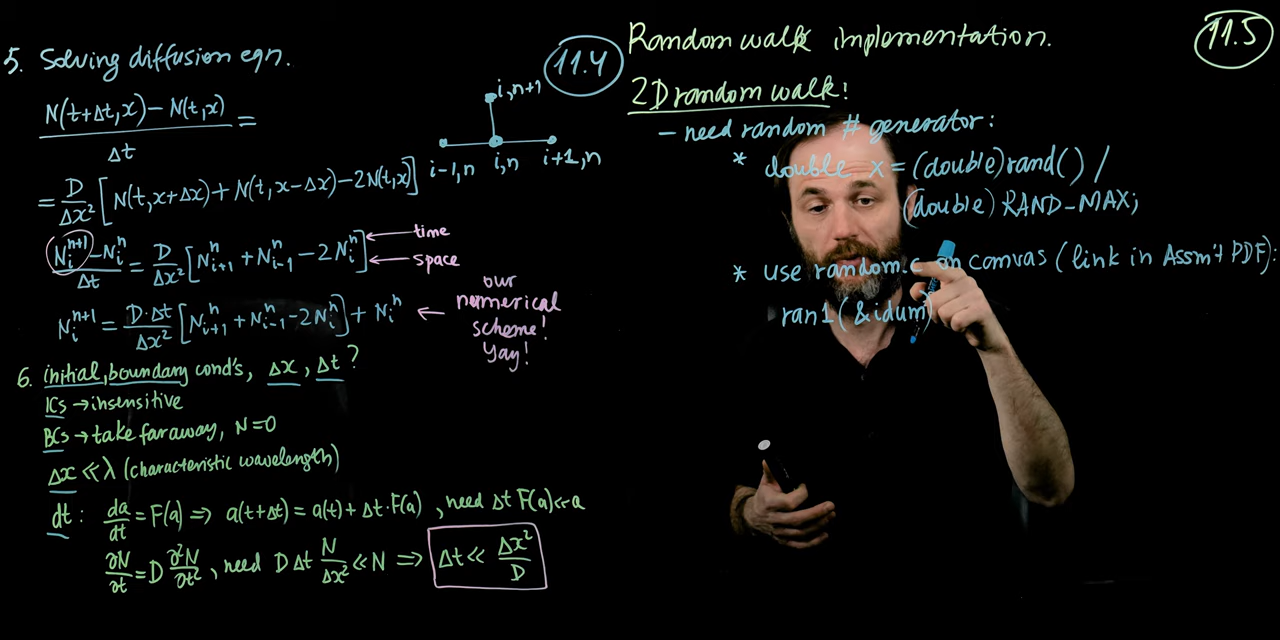 5. Solving diffusion eqn.
11.4
N(t+Δt,x)-N(t,x) / Δt =
= D/Δx² [N(t,x+Δx)+N(t,x-Δx)-2N(t,x)]
i,n+1
i-1,n i,n i+1,n
(N_i^{n+1}-N_i^n)/Δt = D/Δx² [N_{i+1}^n + N_{i-1}^n - 2N_i^n]
← time
← space
N_i^{n+1} = D·Δt/Δx² [N_{i+1}^n + N_{i-1}^n - 2N_i^n] + N_i^n ←
our
numerical
scheme!
Yay!
6. initial, boundary cond's, Δx, Δt?
ICs → insensitive
BCs → take far away, N=0
Δx ≪ λ (characteristic wavelength)
dt: da/dt = F(a) ⇒ a(t+Δt) = a(t)+Δt·F(a), need Δt F(a)≪a
∂N/∂t = D ∂²N/∂t², need D Δt N/Δx² ≪ N ⇒ Δt ≪ Δx²/D
Random walk implementation.
11.5
2D random walk!
- need random # generator:
* double x = (double)rand() /
(double) RAND_MAX;
* use random.c on canvas (link in Assm't PDF):
ran1(&idum)